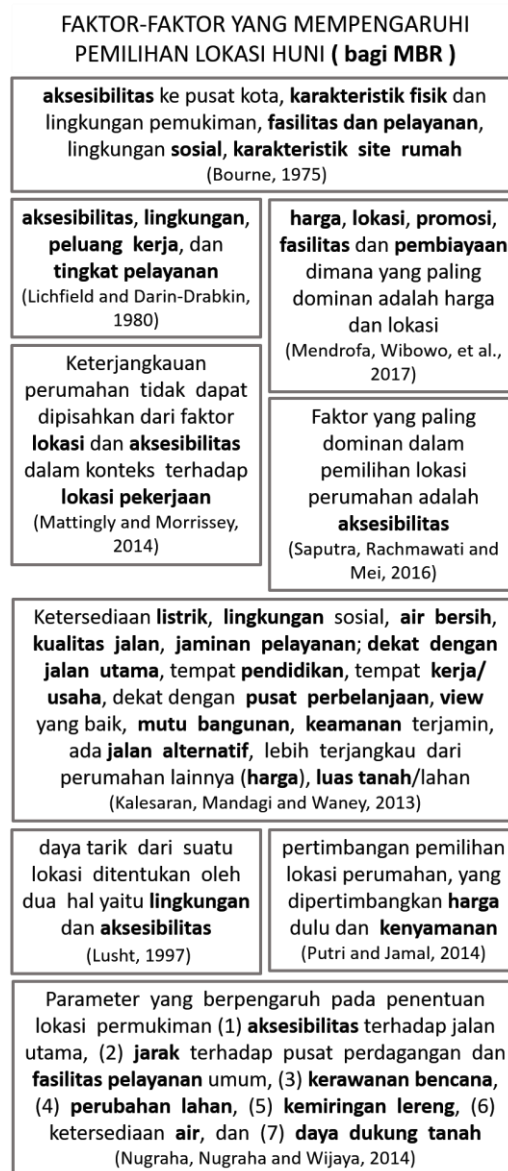 FAKTOR-FAKTOR YANG MEMPENGARUHI
PEMILIHAN LOKASI HUNI ( bagi MBR )
aksesibilitas ke pusat kota, karakteristik fisik dan
lingkungan pemukiman, fasilitas dan pelayanan,
lingkungan sosial, karakteristik site rumah
(Bourne, 1975)
aksesibilitas, lingkungan,
peluang kerja, dan
tingkat pelayanan
(Lichfield and Darin-Drabkin,
1980)
harga, lokasi, promosi,
fasilitas dan pembiayaan
dimana yang paling
dominan adalah harga
dan lokasi
(Mendrofa, Wibowo, et al.,
2017)
Keterjangkauan
perumahan tidak dapat
dipisahkan dari faktor
lokasi dan aksesibilitas
dalam konteks terhadap
lokasi pekerjaan
(Mattingly and Morrissey,
2014)
Faktor yang paling
dominan dalam
pemilihan lokasi
perumahan adalah
aksesibilitas
(Saputra, Rachmawati and
Mei, 2016)
Ketersediaan listrik, lingkungan sosial, air bersih,
kualitas jalan, jaminan pelayanan; dekat dengan
jalan utama, tempat pendidikan, tempat kerja/
usaha, dekat dengan pusat perbelanjaan, view
yang baik, mutu bangunan, keamanan terjamin,
ada jalan alternatif, lebih terjangkau dari
perumahan lainnya (harga), luas tanah/lahan
(Kalesaran, Mandagi and Waney, 2013)
daya tarik dari suatu
lokasi ditentukan oleh
dua hal yaitu lingkungan
dan aksesibilitas
(Lusht, 1997)
pertimbangan pemilihan
lokasi perumahan, yang
dipertimbangkan harga
dulu dan kenyamanan
(Putri and Jamal, 2014)
Parameter yang berpengaruh pada penentuan
lokasi permukiman (1) aksesibilitas terhadap jalan
utama, (2) jarak terhadap pusat perdagangan dan
fasilitas pelayanan umum, (3) kerawanan bencana,
(4) perubahan lahan, (5) kemiringan lereng, (6)
ketersediaan air, dan (7) daya dukung tanah
(Nugraha, Nugraha and Wijaya, 2014)